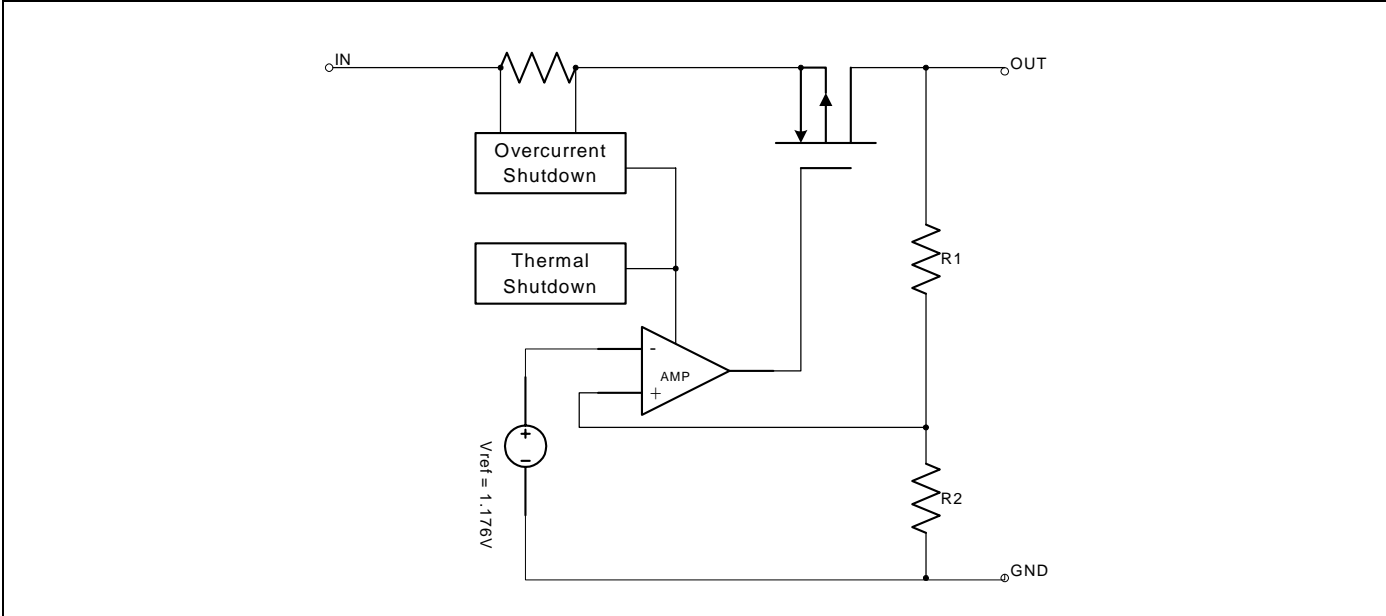 IN
OUT
Overcurrent
Shutdown
Thermal
Shutdown
R1
-
AMP
+
+
-
Vref = 1.176V
R2
GND